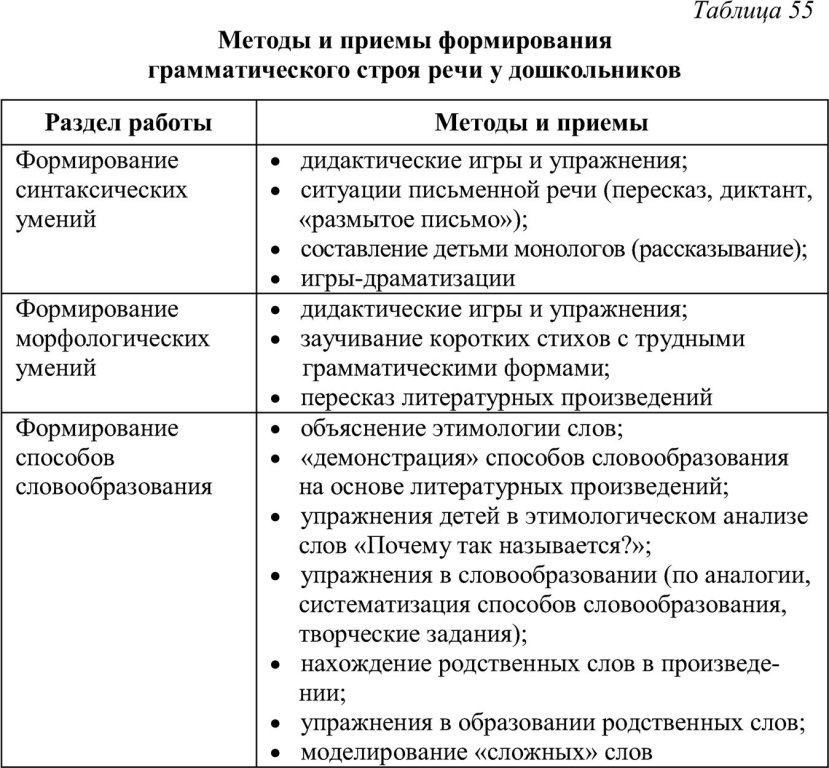 Таблица 55
Методы и приемы формирования
грамматического строя речи у дошкольников
Раздел работы
Методы и приемы
Формирование
синтаксических
умений
• дидактические игры и упражнения;
• ситуации письменной речи (пересказ, диктант,
«размытое письмо»);
• составление детьми монологов (рассказывание);
• игры-драматизации
Формирование
морфологических
умений
• дидактические игры и упражнения;
• заучивание коротких стихов с трудными
грамматическими формами;
• пересказ литературных произведений
Формирование
способов
словообразования
• объяснение этимологии слов;
• «демонстрация» способов словообразования
на основе литературных произведений;
• упражнения детей в этимологическом анализе
слов «Почему так называется?»;
• упражнения в словообразовании (по аналогии,
систематизация способов словообразования,
творческие задания);
• нахождение родственных слов в произведе-
нии;
• упражнения в образовании родственных слов;
• моделирование «сложных» слов